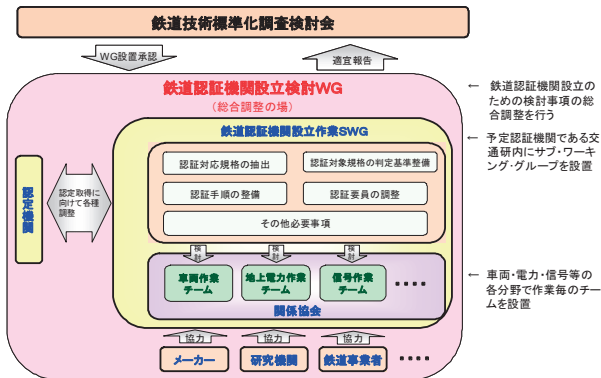 鉄道技術標準化調査検討会
WG設置承認
適宜報告
鉄道認証機関設立検討WG
(総合調整の場)
← 鉄道認証機関設立の
ための検討事項の総
合調整を行う
鉄道認証機関設立作業SWG
← 予定認証機関である交
通研内にサブ・ワーキ
ング・グループを設置
認証対応規格の抽出
認証対象規格の判定基準整備
認証手順の整備
認証要員の調整
その他必要事項
認定機関
認定取得に
向けて各種
調整
検討
検討
検討
車両作業
チーム
地上電力作業
チーム
信号作業
チーム
・・・・
関係協会
← 車両・電力・信号等の
各分野で作業毎のチー
ムを設置
協力
協力
協力
メーカー
研究機関
鉄道事業者
・・・・